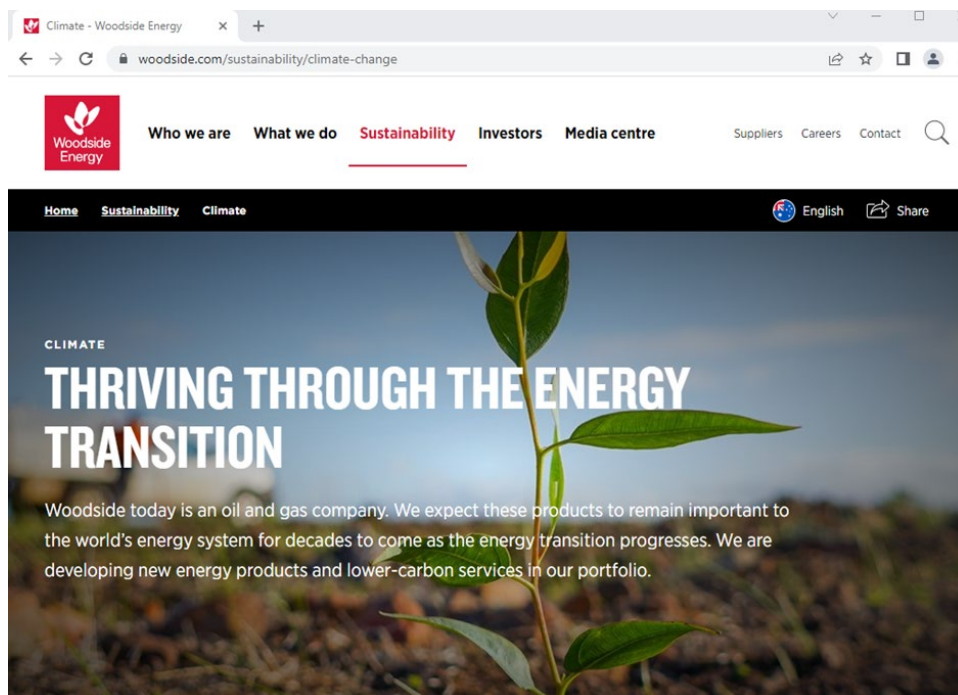 Climate - Woodside Energy
woodside.com/sustainability/climate-change
Woodside
Energy
Who we are What we do Sustainability Investors Media centre Suppliers Careers Contact
Home Sustainability Climate English Share
CLIMATE
THRIVING THROUGH THE ENERGY
TRANSITION
Woodside today is an oil and gas company. We expect these products to remain important to
the world's energy system for decades to come as the energy transition progresses. We are
developing new energy products and lower-carbon services in our portfolio.